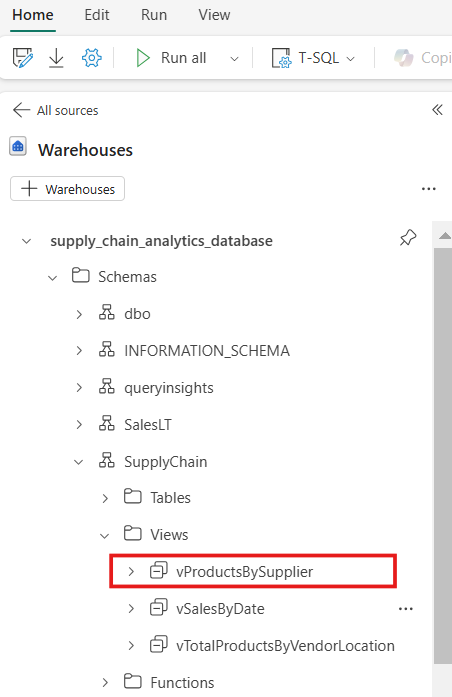 Home Edit Run View
Run all T-SQL Copi
All sources
Warehouses
Warehouses
supply_chain_analytics_database
Schemas
dbo
INFORMATION_SCHEMA
queryinsights
SalesLT
SupplyChain
Tables
Views
vProductsBySupplier
vSalesByDate
vTotalProductsByVendorLocation
Functions